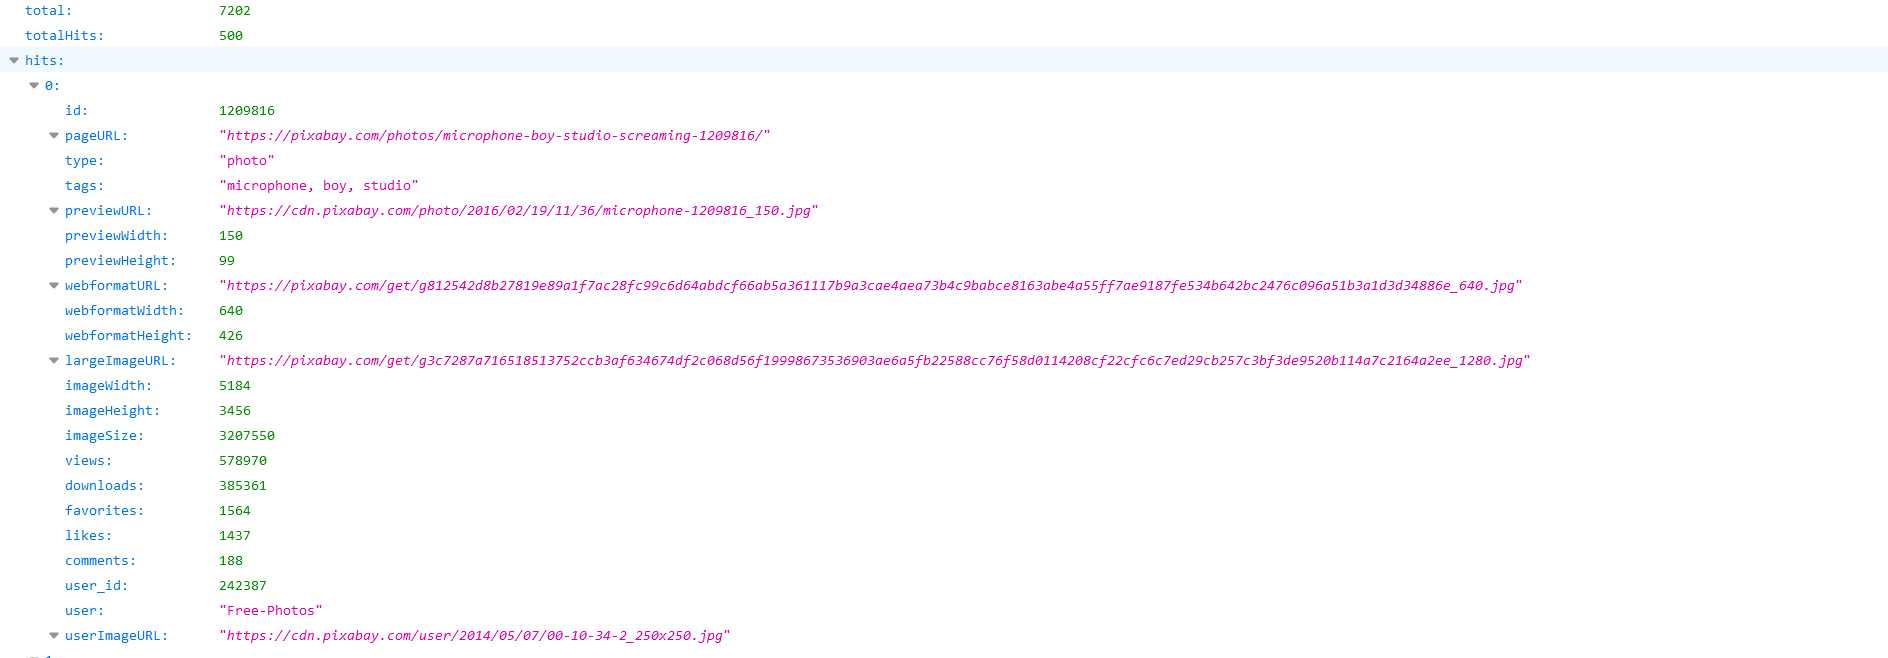 total: 7202
totalHits: 500
hits:
0:
id: 1209816
pageURL: "https://pixabay.com/photos/microphone-boy-studio-screaming-1209816/"
type: "photo"
tags: "microphone, boy, studio"
previewURL: "https://cdn.pixabay.com/photo/2016/02/19/11/36/microphone-1209816_150.jpg"
previewWidth: 150
previewHeight: 99
webformatURL: "https://pixabay.com/get/g812542d8b27819e89a1f7ac28fc99c6d64abdcf66ab5a361117b9a3cae4aea73b4c9babce8163abe4a55ff7ae9187fe534b642bc2476c096a51b3a1d3d34886e_640.jpg"
webformatWidth: 640
webformatHeight: 426
largeImageURL: "https://pixabay.com/get/g3c7287a716518513752ccb3af634674df2c068d56f19998673536903ae6a5fb22588cc76f58d0114208cf22cfc6c7ed29cb257c3bf3de9520b114a7c2164a2ee_1280.jpg"
imageWidth: 5184
imageHeight: 3456
imageSize: 3207550
views: 578970
downloads: 385361
favorites: 1564
likes: 1437
comments: 188
user_id: 242387
user: "Free-Photos"
userImageURL: "https://cdn.pixabay.com/user/2014/05/07/00-10-34-2_250x250.jpg"